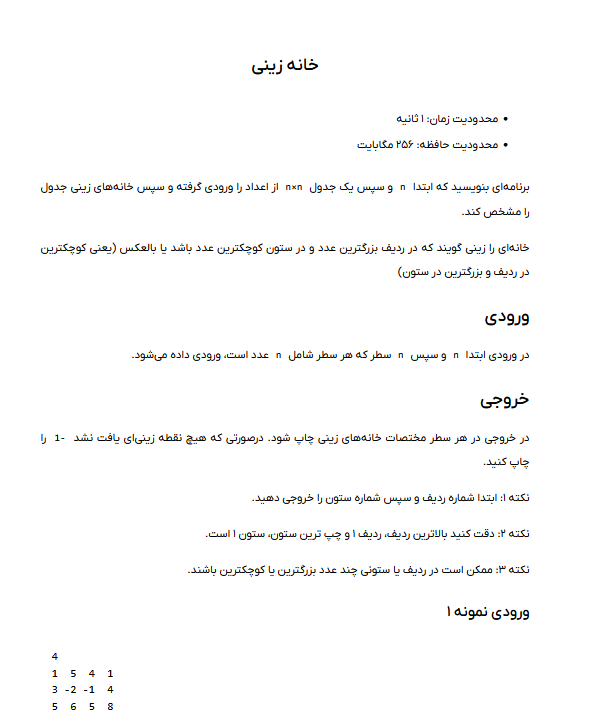 خانه زینی
• محدودیت زمان: ۱ ثانیه
• محدودیت حافظه: ۲۵۶ مگابایت
برنامه‌ای بنویسید که ابتدا n و سپس یک جدول n×n از اعداد را ورودی گرفته و سپس خانه‌های زینی جدول
را مشخص کند.
خانه‌ای را زینی گویند که در ردیف بزرگترین عدد و در ستون کوچکترین عدد باشد یا بالعکس (یعنی کوچکترین
در ردیف و بزرگترین در ستون)
ورودی
در ورودی ابتدا n و سپس n سطر که هر سطر شامل n عدد است، ورودی داده می‌شود.
خروجی
در خروجی در هر سطر مختصات خانه‌های زینی چاپ شود. درصورتی که هیچ نقطه زینی‌ای یافت نشد -1 را
چاپ کنید.
نکته ۱: ابتدا شماره ردیف و سپس شماره ستون را خروجی دهید.
نکته ۲: دقت کنید بالاترین ردیف، ردیف ۱ و چپ ترین ستون، ستون ۱ است.
نکته ۳: ممکن است در ردیف یا ستونی چند عدد بزرگترین یا کوچکترین باشند.
ورودی نمونه ۱
4
1 5 4 1
3 -2 -1 4
5 6 5 8